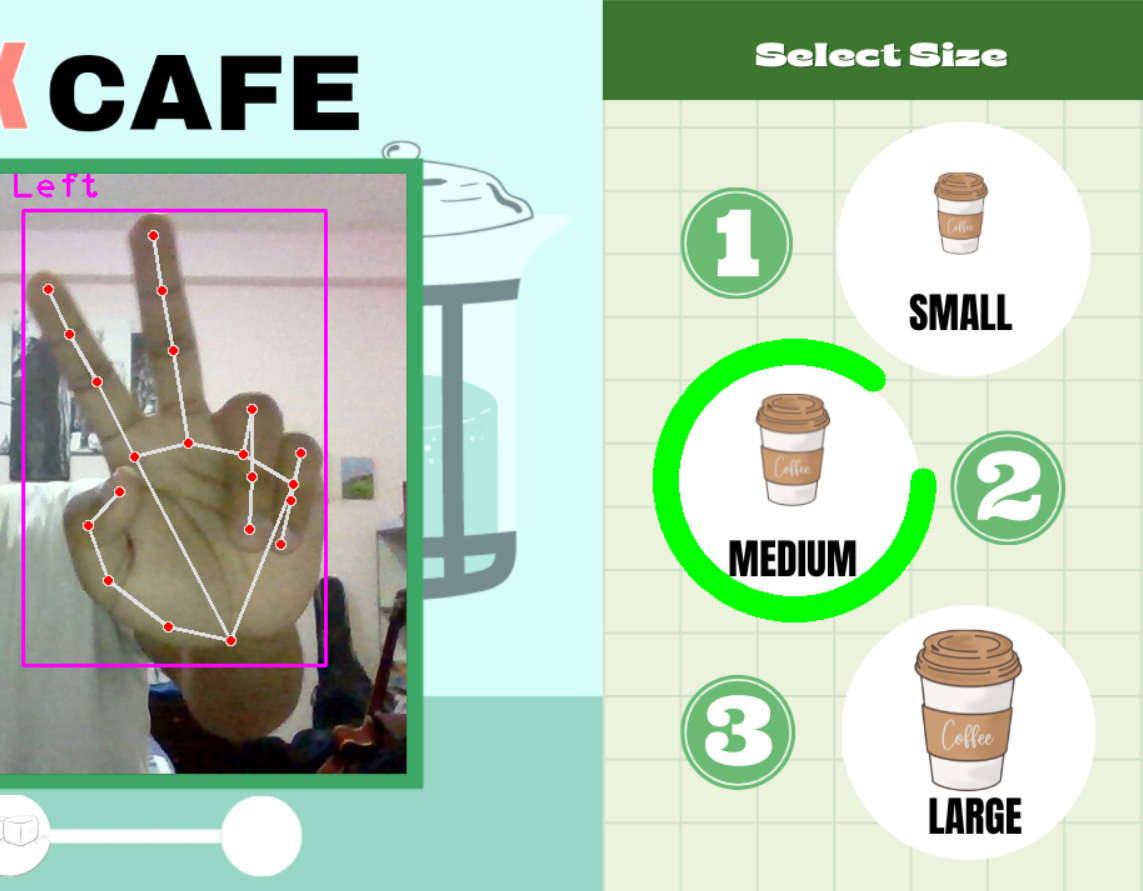 CAFE
Left
Select Size
1
Coffee
SMALL
Coffee
MEDIUM
2
3
Coffee
LARGE